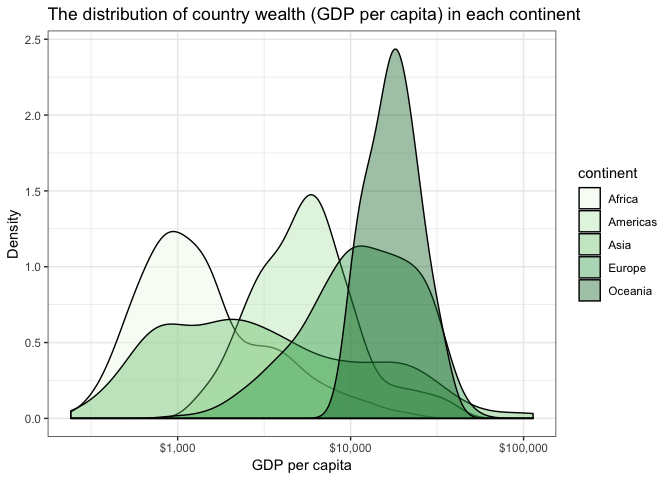 The distribution of country wealth (GDP per capita) in each continent
2.5
2.0
1.5
1.0
0.5
0.0
Density
$1,000
$10,000
$100,000
GDP per capita
continent
Africa
Americas
Asia
Europe
Oceania